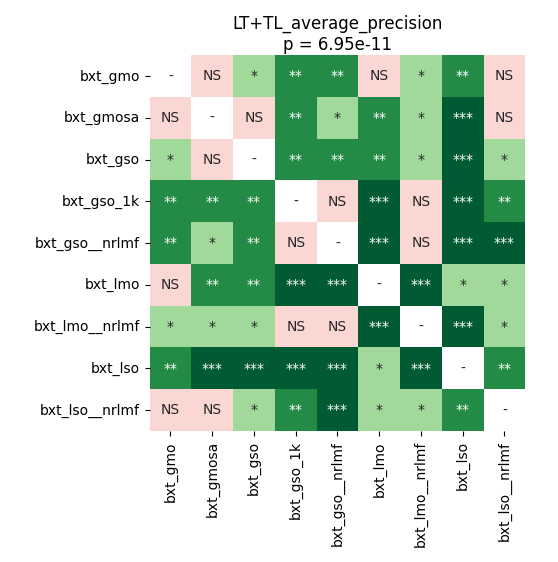 LT+TL_average_precision
p = 6.95e-11
bxt_gmo - NS * ** ** NS * ** NS
bxt_gmosa NS - NS ** * ** * *** NS
bxt_gso * NS - ** ** ** * *** *
bxt_gso_1k ** ** ** - NS *** NS *** **
bxt_gso__nrlmf ** * ** NS - *** NS *** ***
bxt_lmo NS ** ** *** *** - *** * *
bxt_lmo__nrlmf * * * NS NS *** - *** *
bxt_lso ** *** *** *** *** * *** - **
bxt_lso__nrlmf NS NS * ** *** * * ** -
bxt_gmo
bxt_gmosa
bxt_gso
bxt_gso_1k
bxt_gso__nrlmf
bxt_lmo
bxt_lmo__nrlmf
bxt_lso
bxt_lso__nrlmf